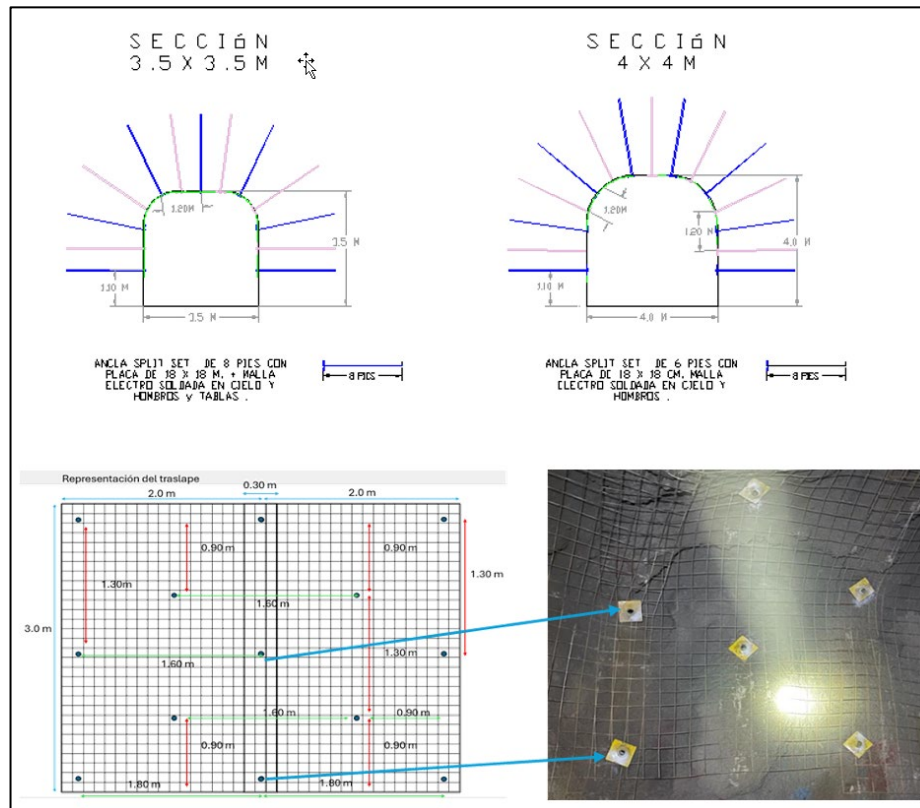 SECCIóN
3.5 X 3.5 M
SECCIóN
4 X 4 M
1.20M
3.5 M
1.10 M
3.5 M
1.20M
1.20 M
4.0 M
1.10 M
4.0 M
ANCLA SPLIT SET DE 8 PIES CON
PLACA DE 18 X 18 M. + MALLA
ELECTRO SOLDADA EN CIELO Y
HOMBROS y TABLAS .
8 PIES
ANCLA SPLIT SET DE 6 PIES CON
PLACA DE 18 X 18 CM. MALLA
ELECTRO SOLDADA EN CIELO Y
HOMBROS .
8 PIES
Representación del traslape
0.30 m
2.0 m
2.0 m
0.90 m
0.90 m
1.30m
1.30 m
1.60 m
3.0 m
1.30 m
1.60 m
1.60 m
0.90 m
0.90 m
0.90 m
1.80 m
1.80 m